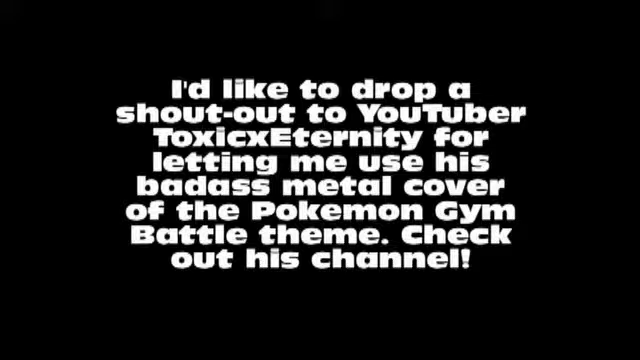 I'd like to drop a
shout-out to YouTuber
ToxicxEternity for
letting me use his
badass metal cover
of the Pokemon Gym
Battle theme. Check
out his channel!